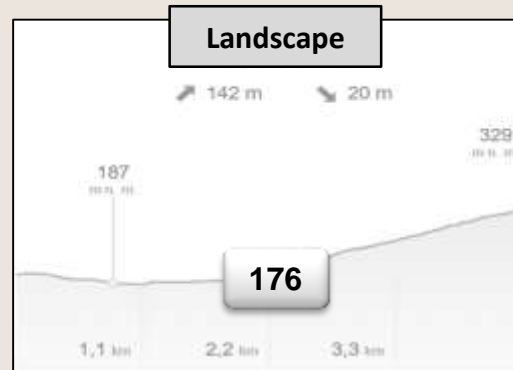 Landscape
142 m 20 m
329
m n. m
187
m n. m.
176
1,1 km 2,2 km 3,3 km